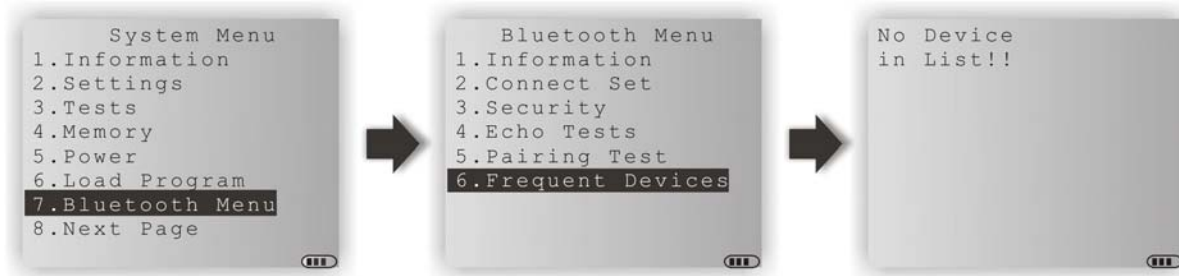 System Menu
1.Information
2.Settings
3.Tests
4.Memory
5.Power
6.Load Program
7.Bluetooth Menu
8.Next Page
Bluetooth Menu
1.Information
2.Connect Set
3.Security
4.Echo Tests
5.Pairing Test
6.Frequent Devices
No Device
in List!!